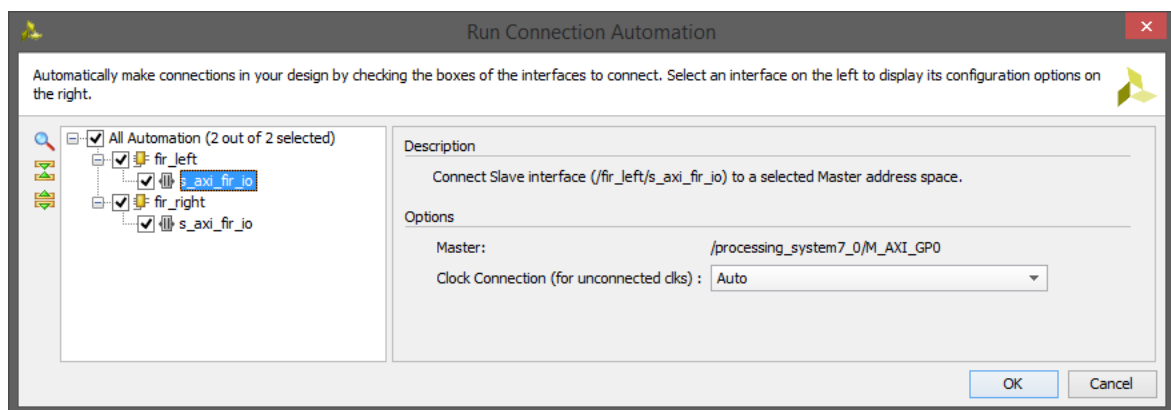 Run Connection Automation
Automatically make connections in your design by checking the boxes of the interfaces to connect. Select an interface on the left to display its configuration options on
the right.
All Automation (2 out of 2 selected)
fir_left
s_axi_fir_io
fir_right
s_axi_fir_io
Description
Connect Slave interface (/fir_left/s_axi_fir_io) to a selected Master address space.
Options
Master: /processing_system7_0/M_AXI_GP0
Clock Connection (for unconnected clks) : Auto
OK Cancel